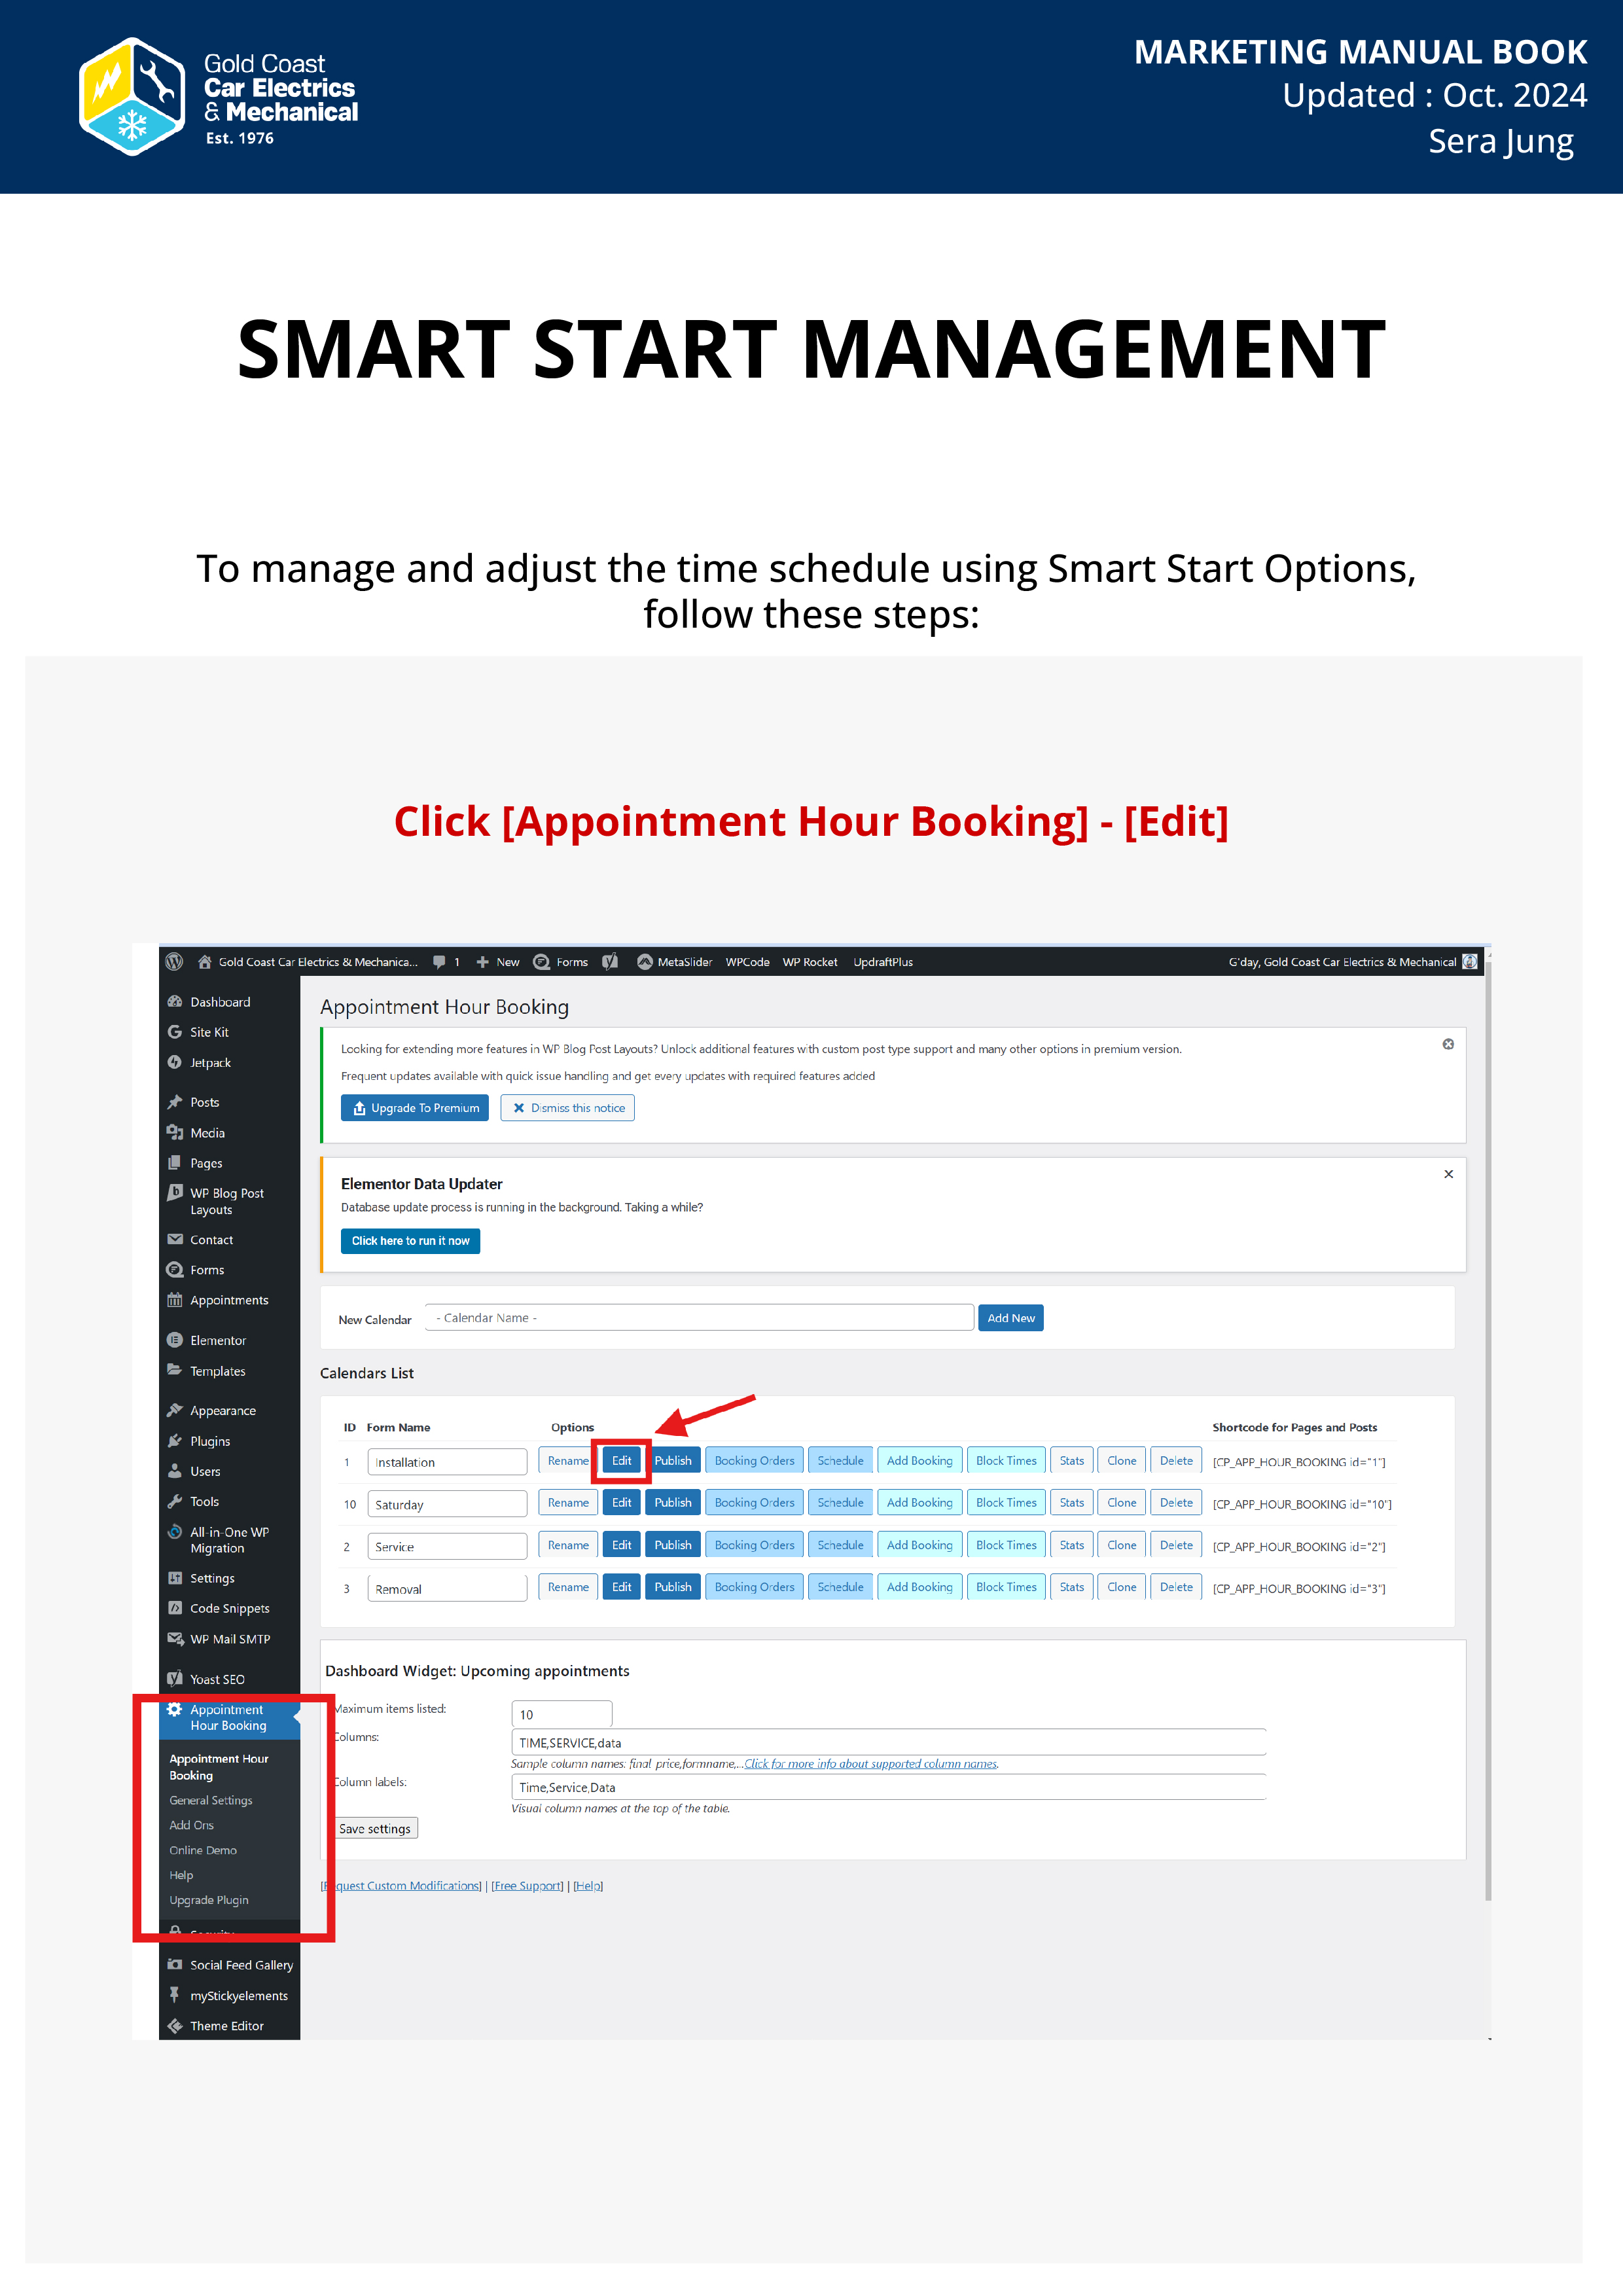 Gold Coast
Car Electrics
& Mechanical
Est. 1976
MARKETING MANUAL BOOK
Updated : Oct. 2024
Sera Jung
SMART START MANAGEMENT
To manage and adjust the time schedule using Smart Start Options,
follow these steps:
Click [Appointment Hour Booking] - [Edit]
Gold Coast Car Electrics & Mechanica... 1 New Forms MetaSlider WPCode WP Rocket UpdraftPlus G'day, Gold Coast Car Electrics & Mechanical
Dashboard
Site Kit
Jetpack
Posts
Media
Pages
WP Blog Post
Layouts
Contact
Forms
Appointments
Elementor
Templates
Appearance
Plugins
Users
Tools
All-in-One WP
Migration
Settings
Code Snippets
WP Mail SMTP
Yoast SEO
Appointment
Hour Booking
Appointment Hour
Booking
General Settings
Add Ons
Online Demo
Help
Upgrade Plugin
Security
Social Feed Gallery
myStickyelements
Theme Editor
Appointment Hour Booking
Looking for extending more features in WP Blog Post Layouts? Unlock additional features with custom post type support and many other options in premium version.
Frequent updates available with quick issue handling and get every updates with required features added
Upgrade To Premium Dismiss this notice
Elementor Data Updater
Database update process is running in the background. Taking a while?
Click here to run it now
New Calendar - Calendar Name - Add New
Calendars List
ID Form Name Options Shortcode for Pages and Posts
1 Installation Rename Edit Publish Booking Orders Schedule Add Booking Block Times Stats Clone Delete [CP_APP_HOUR_BOOKING id="1"]
10 Saturday Rename Edit Publish Booking Orders Schedule Add Booking Block Times Stats Clone Delete [CP_APP_HOUR_BOOKING id="10"]
2 Service Rename Edit Publish Booking Orders Schedule Add Booking Block Times Stats Clone Delete [CP_APP_HOUR_BOOKING id="2"]
3 Removal Rename Edit Publish Booking Orders Schedule Add Booking Block Times Stats Clone Delete [CP_APP_HOUR_BOOKING id="3"]
Dashboard Widget: Upcoming appointments
Maximum items listed: 10
Columns: TIME,SERVICE,data
Sample column names: final_price,formname,...Click for more info about supported column names.
Column labels: Time,Service,Data
Visual column names at the top of the table.
Save settings
[Request Custom Modifications] | [Free Support] | [Help]